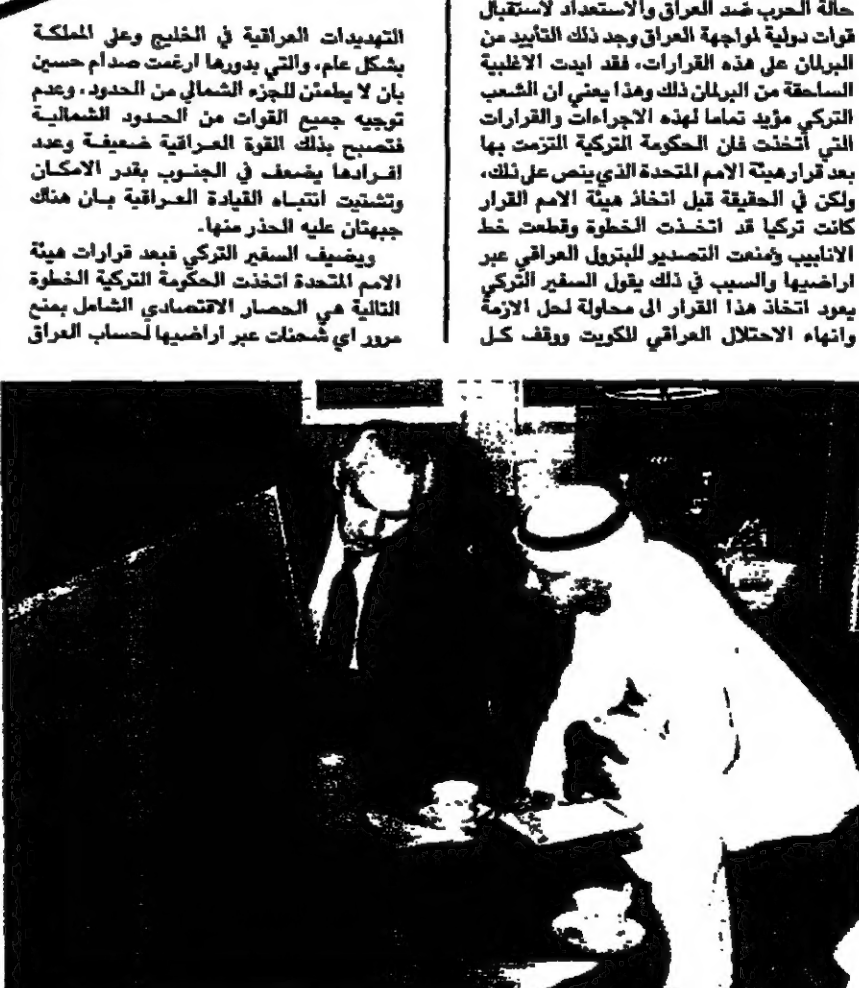 حالة الحرب ضد العراق والاستعداد لاستقبال
قوات دولية لمواجهة العراق وجد ذلك التأييد من
البرلمان على هذه القرارات، فقد ايدت الاغلبية
الساحقة من البرلمان ذلك وهذا يعني ان الشعب
التركي مؤيد تماما لهذه الاجراءات والقرارات
التي أتخذت فان الحكومة التركية التزمت بها
بعد قرار هيئة الامم المتحدة الذي ينص على ذلك،
ولكن في الحقيقة قبل اتخاذ هيئة الامم القرار
كانت تركيا قد اتخذت الخطوة وقطعت خط
الانابيب ومنعت التصدير للبترول العراقي عبر
اراضيها والسبب في ذلك يقول السفير التركي
يعود اتخاذ هذا القرار الى محاولة لحل الازمة
وانهاء الاحتلال العراقي للكويت ووقف كل
التهديدات العراقية في الخليج وعلى المملكة
بشكل عام، والتي بدورها ارغمت صدام حسين
بان لا يطمئن للجزء الشمالي من الحدود، وعدم
توجيه جميع القوات من الحدود الشمالية
فتصبح بذلك القوة العراقية ضعيفة وعدد
افرادها يضعف في الجنوب بقدر الامكان
وتشتيت انتباه القيادة العراقية بان هناك
جبهتان عليه الحذر منها.
ويضيف السفير التركي فبعد قرارات هيئة
الامم المتحدة اتخذت الحكومة التركية الخطوة
التالية هي الحصار الاقتصادي الشامل بمنع
مرور اي شحنات عبر اراضيها لحساب العراق